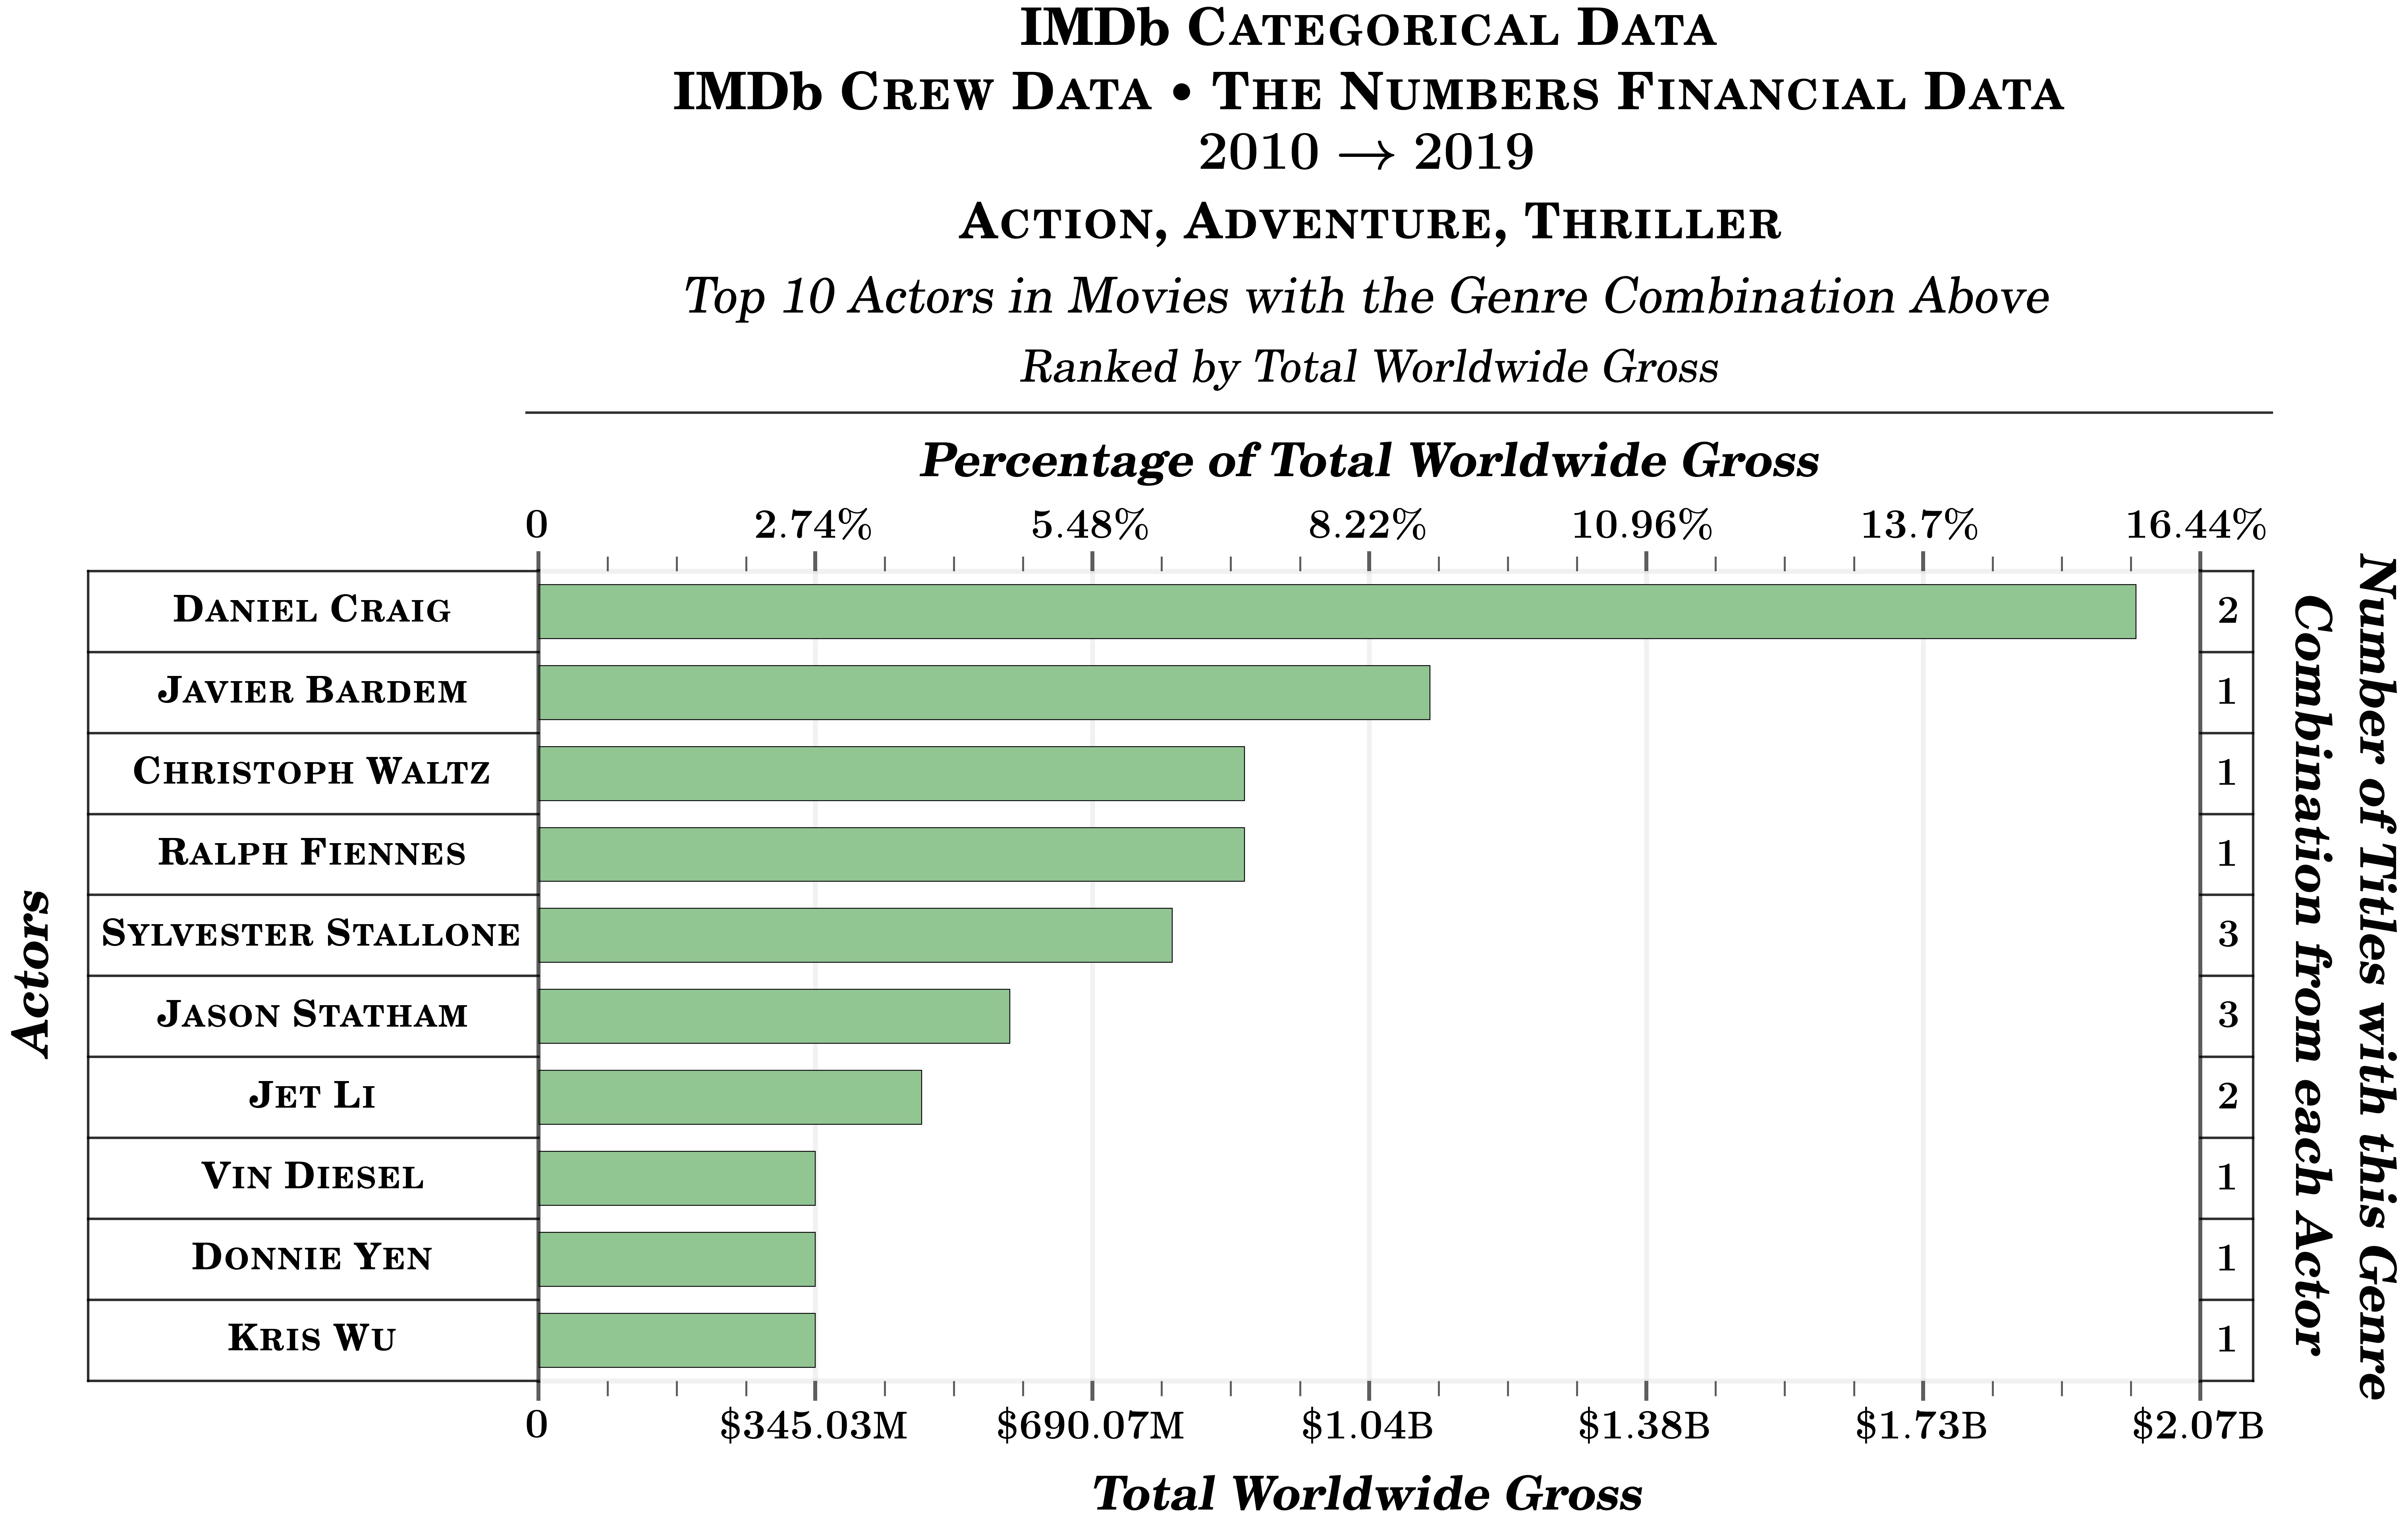 IMDb Categorical Data
IMDb Crew Data • The Numbers Financial Data
2010 → 2019
Action, Adventure, Thriller
Top 10 Actors in Movies with the Genre Combination Above
Ranked by Total Worldwide Gross
Percentage of Total Worldwide Gross
0 2.74% 5.48% 8.22% 10.96% 13.7% 16.44%
Daniel Craig 2
Javier Bardem 1
Christoph Waltz 1
Ralph Fiennes 1
Sylvester Stallone 3
Jason Statham 3
Jet Li 2
Vin Diesel 1
Donnie Yen 1
Kris Wu 1
0 $345.03M $690.07M $1.04B $1.38B $1.73B $2.07B
Total Worldwide Gross
Actors
Number of Titles with this Genre
Combination from each Actor